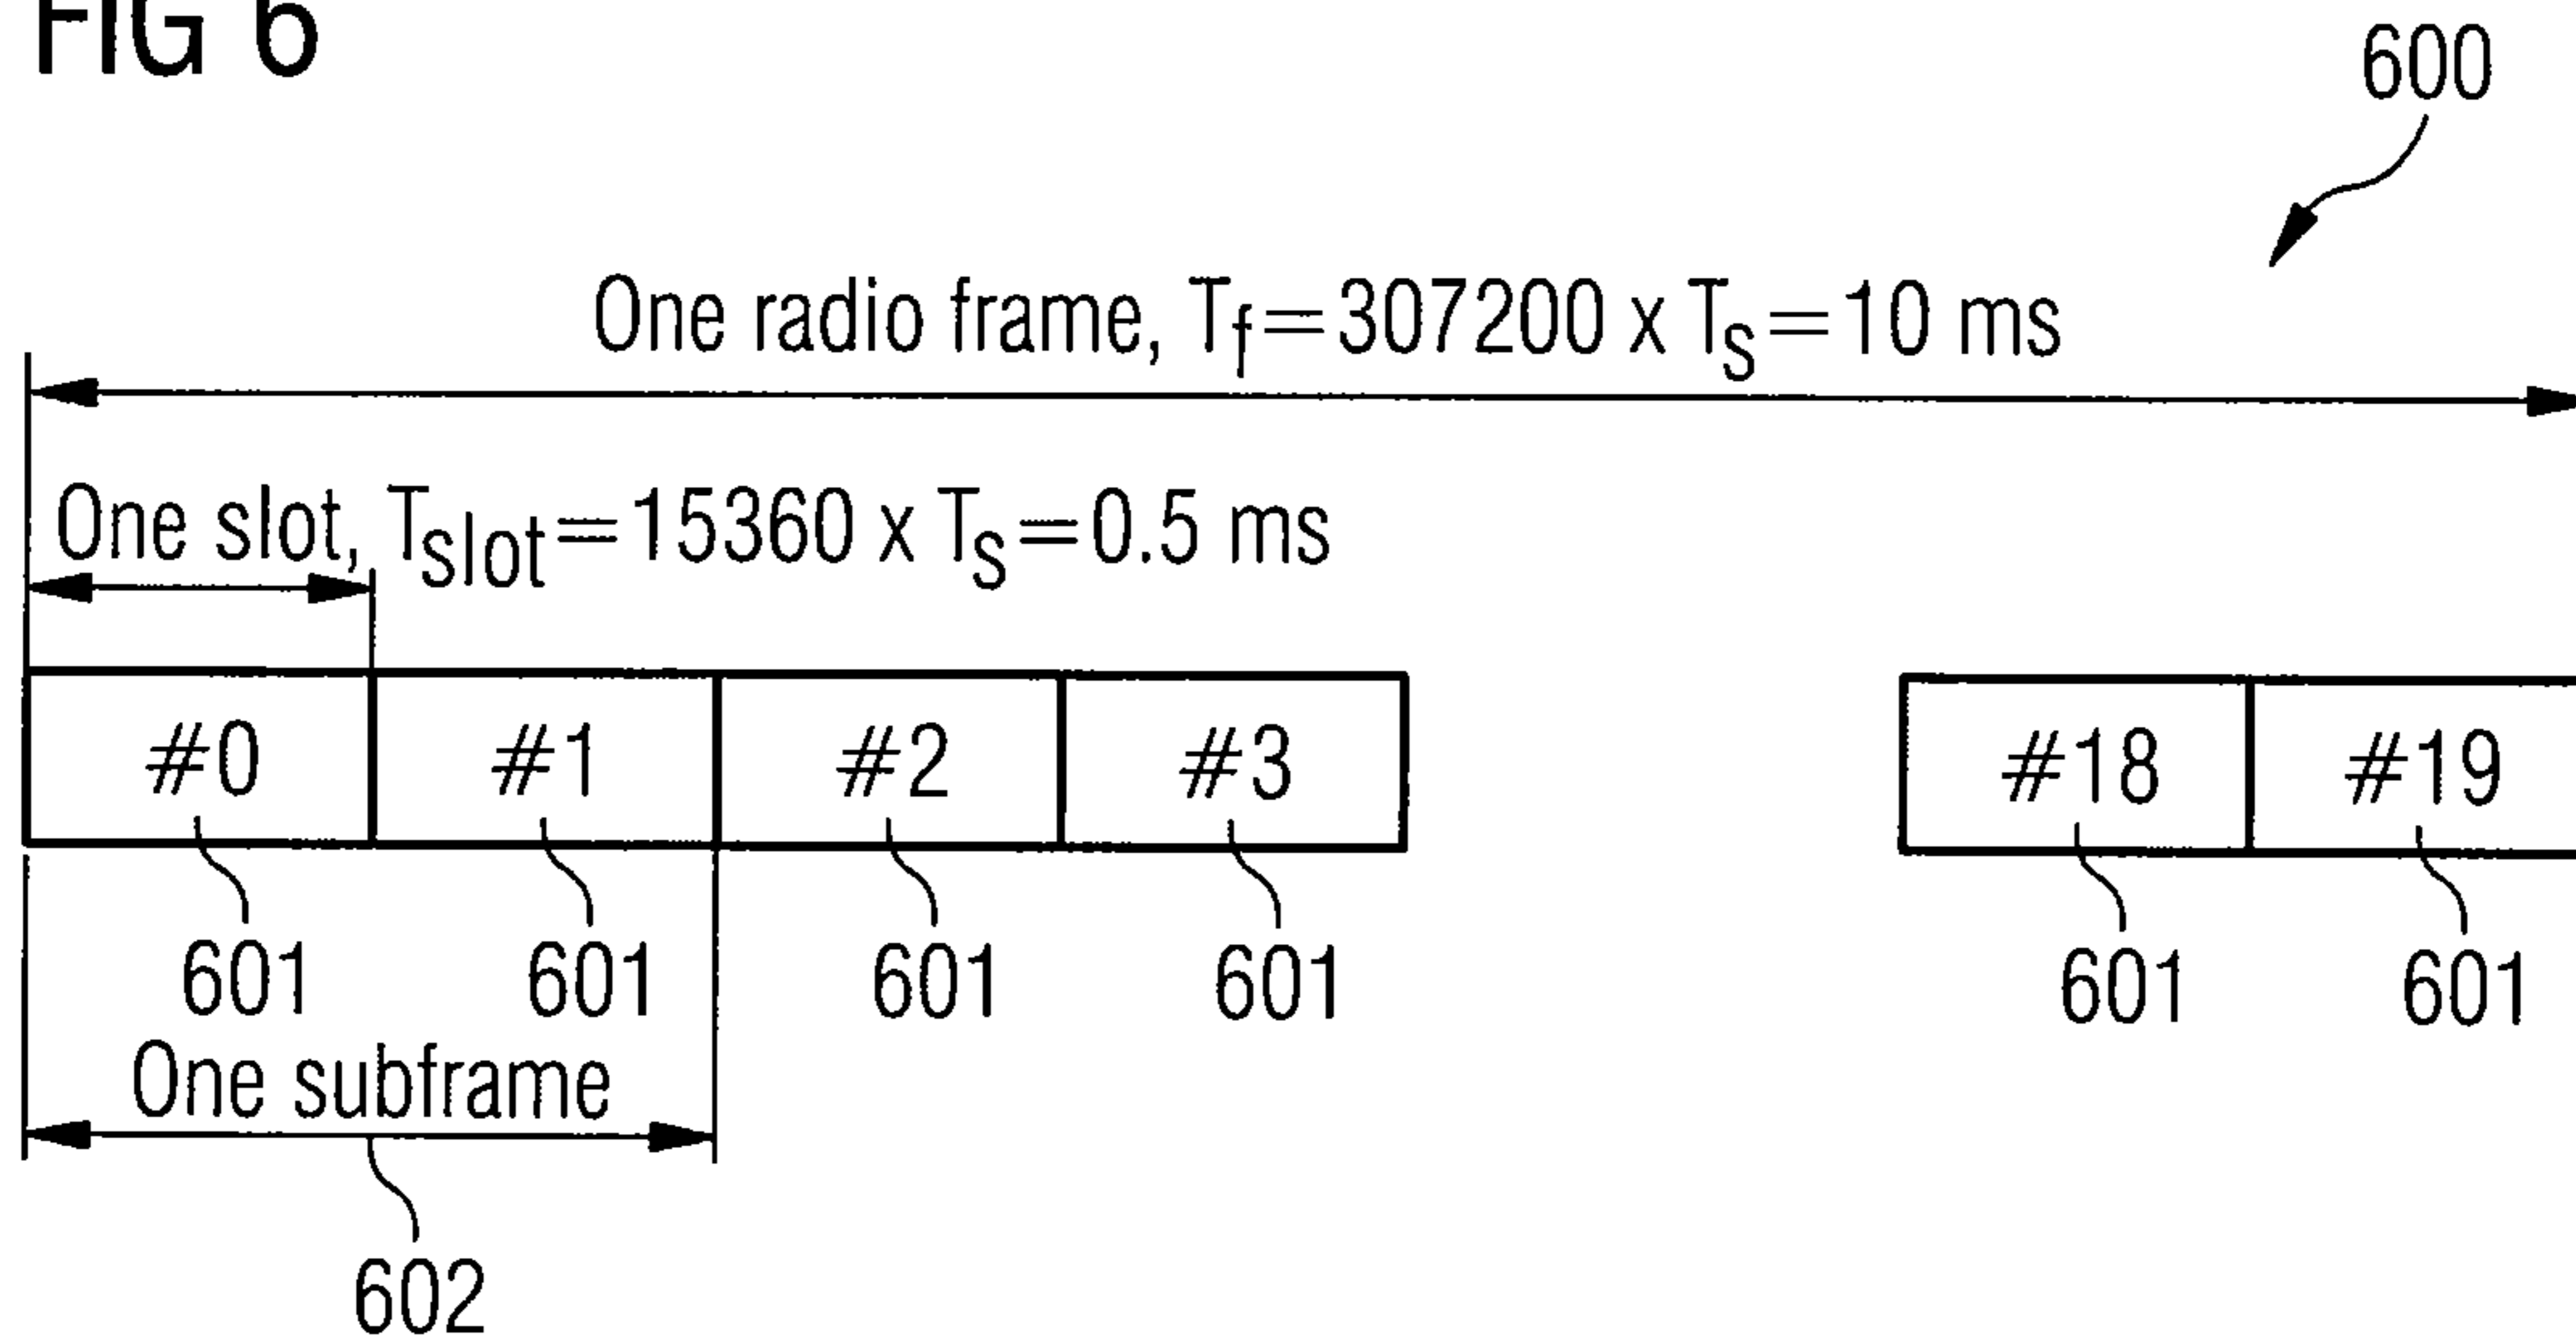 FIG 6
600
One radio frame, Tf=307200 x Ts=10 ms
One slot, Tslot=15360 x Ts=0.5 ms
#0 #1 #2 #3 #18 #19
601 601 601 601 601 601
One subframe
602